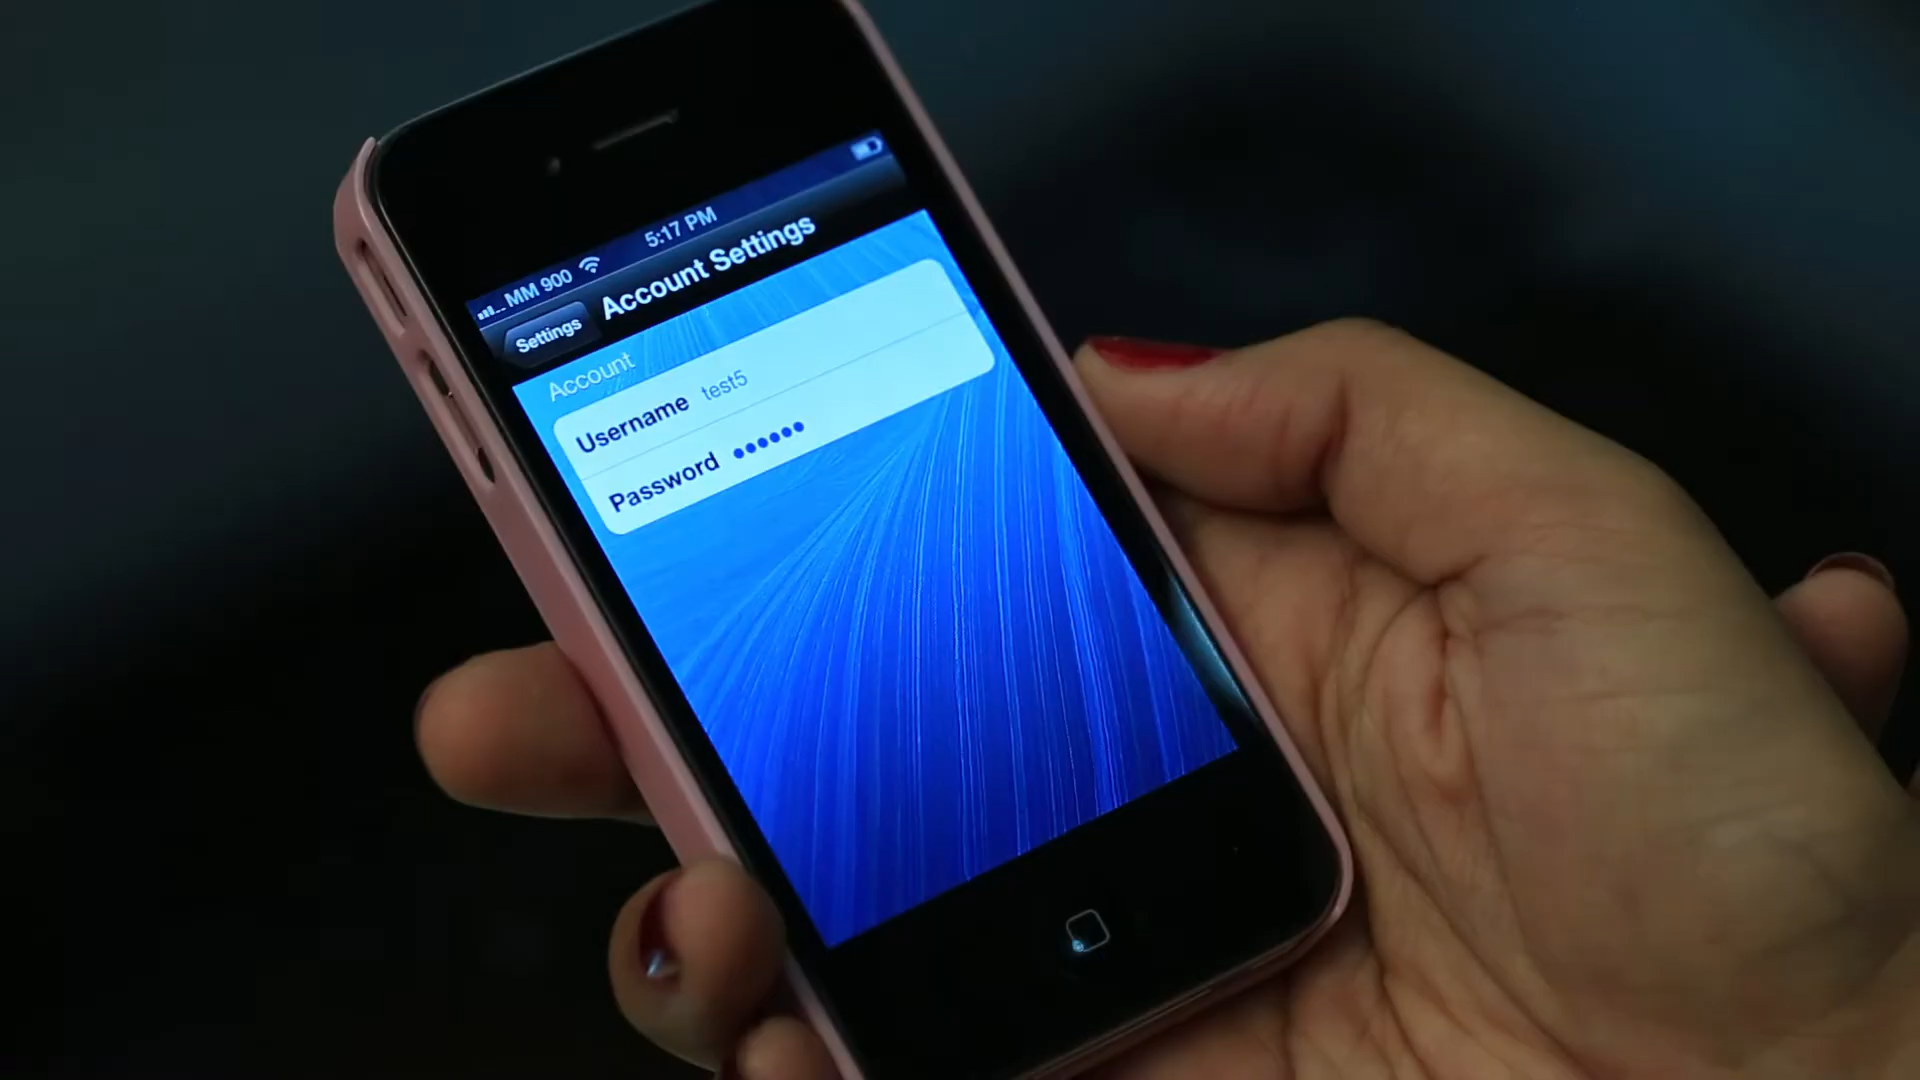 MM 900 5:17 PM
Settings Account Settings
Account
Username test5
Password ••••••